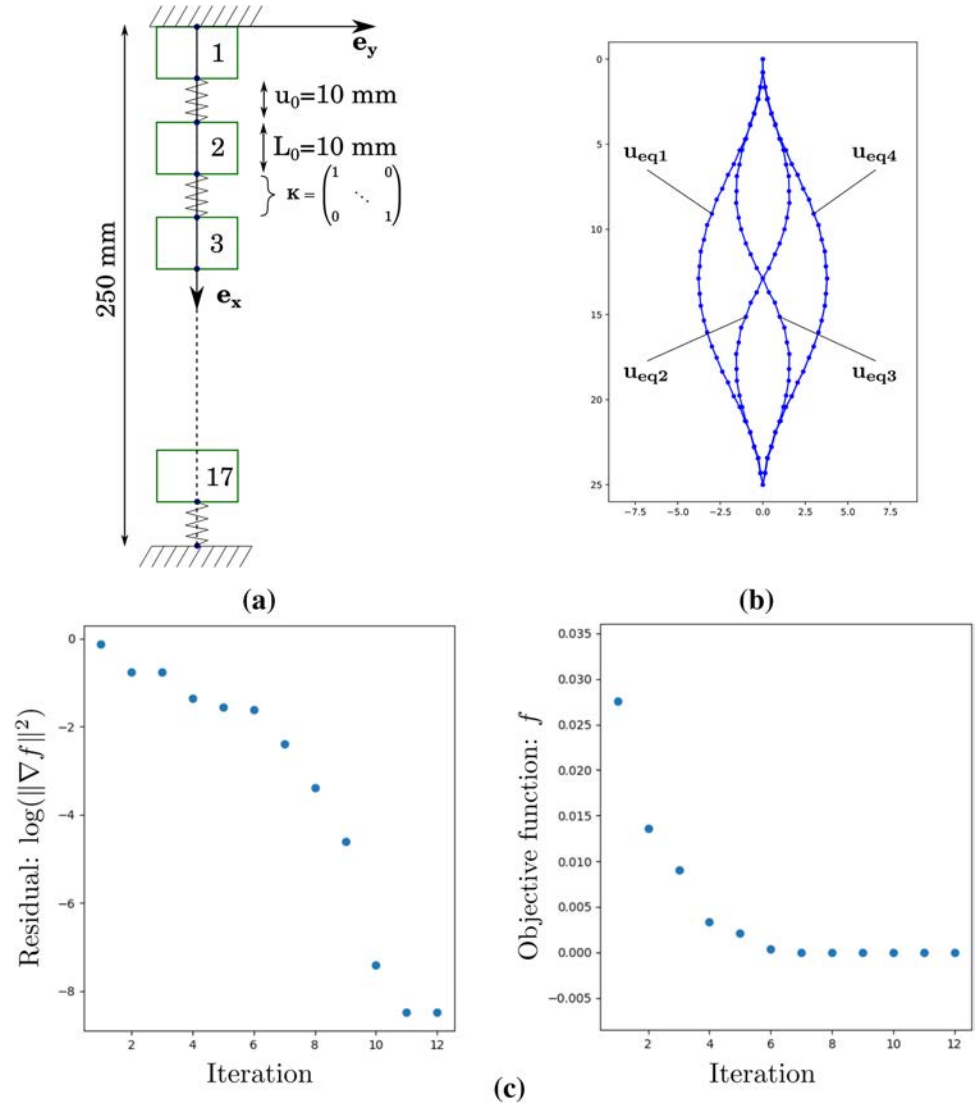 1
e_y
u_0=10 mm
2
L_0=10 mm
K = (1 0 ⋱ 0 1)
3
e_x
250 mm
17
(a)
0
5
10
15
20
25
-7.5 -5.0 -2.5 0.0 2.5 5.0 7.5
u_eq1
u_eq4
u_eq2
u_eq3
(b)
Residual: log(‖∇f‖²)
0
−2
−4
−6
−8
2 4 6 8 10 12
Iteration
Objective function: f
0.035
0.030
0.025
0.020
0.015
0.010
0.005
0.000
−0.005
2 4 6 8 10 12
Iteration
(c)